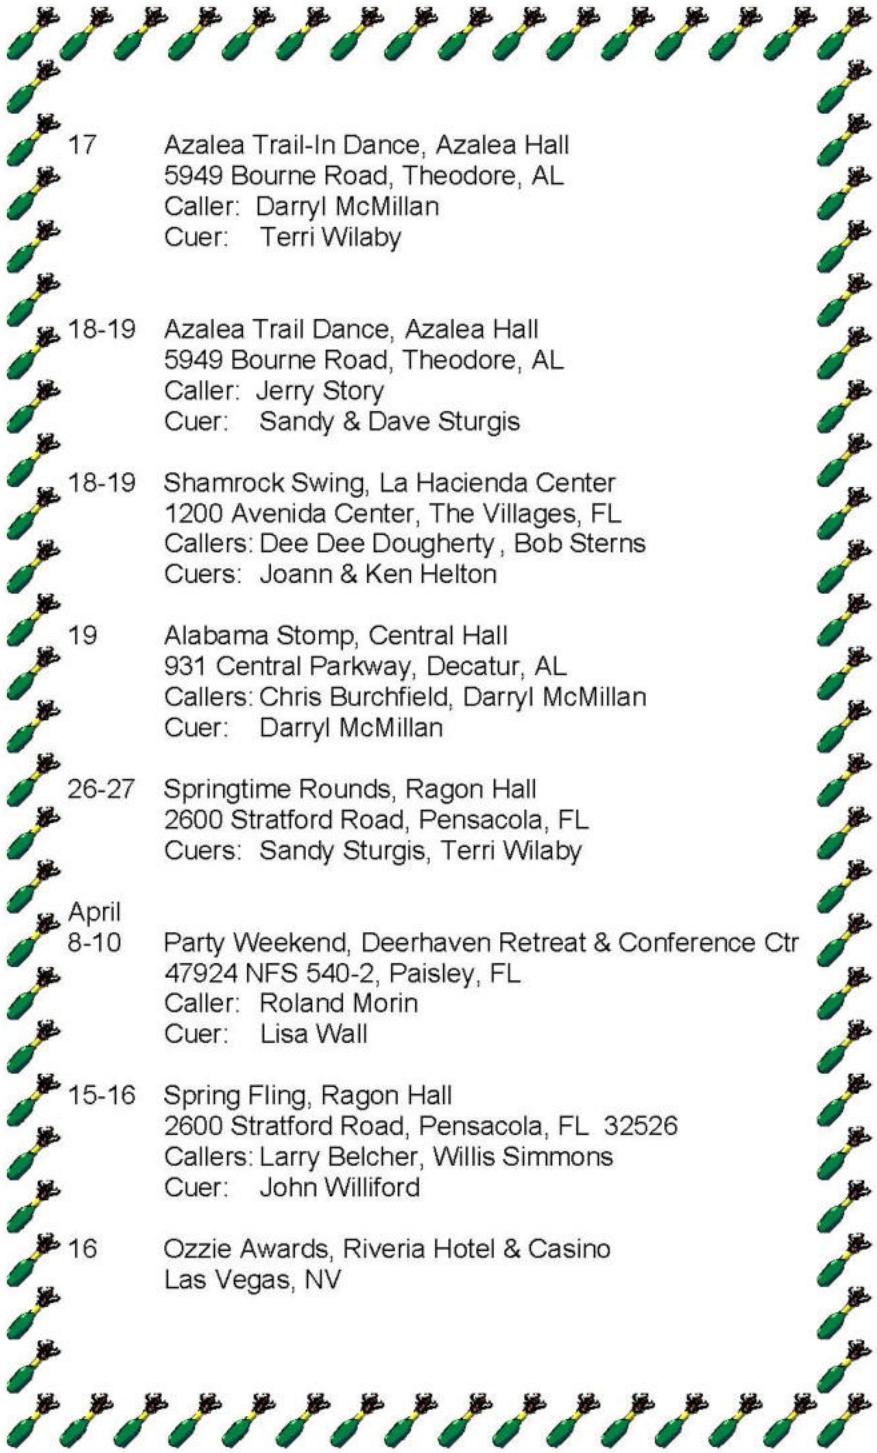 17 Azalea Trail-In Dance, Azalea Hall
5949 Bourne Road, Theodore, AL
Caller: Darryl McMillan
Cuer: Terri Wilaby
18-19 Azalea Trail Dance, Azalea Hall
5949 Bourne Road, Theodore, AL
Caller: Jerry Story
Cuer: Sandy & Dave Sturgis
18-19 Shamrock Swing, La Hacienda Center
1200 Avenida Center, The Villages, FL
Callers: Dee Dee Dougherty, Bob Sterns
Cuers: Joann & Ken Helton
19 Alabama Stomp, Central Hall
931 Central Parkway, Decatur, AL
Callers: Chris Burchfield, Darryl McMillan
Cuer: Darryl McMillan
26-27 Springtime Rounds, Ragon Hall
2600 Stratford Road, Pensacola, FL
Cuers: Sandy Sturgis, Terri Wilaby
April
8-10 Party Weekend, Deerhaven Retreat & Conference Ctr
47924 NFS 540-2, Paisley, FL
Caller: Roland Morin
Cuer: Lisa Wall
15-16 Spring Fling, Ragon Hall
2600 Stratford Road, Pensacola, FL 32526
Callers: Larry Belcher, Willis Simmons
Cuer: John Williford
16 Ozzie Awards, Riveria Hotel & Casino
Las Vegas, NV